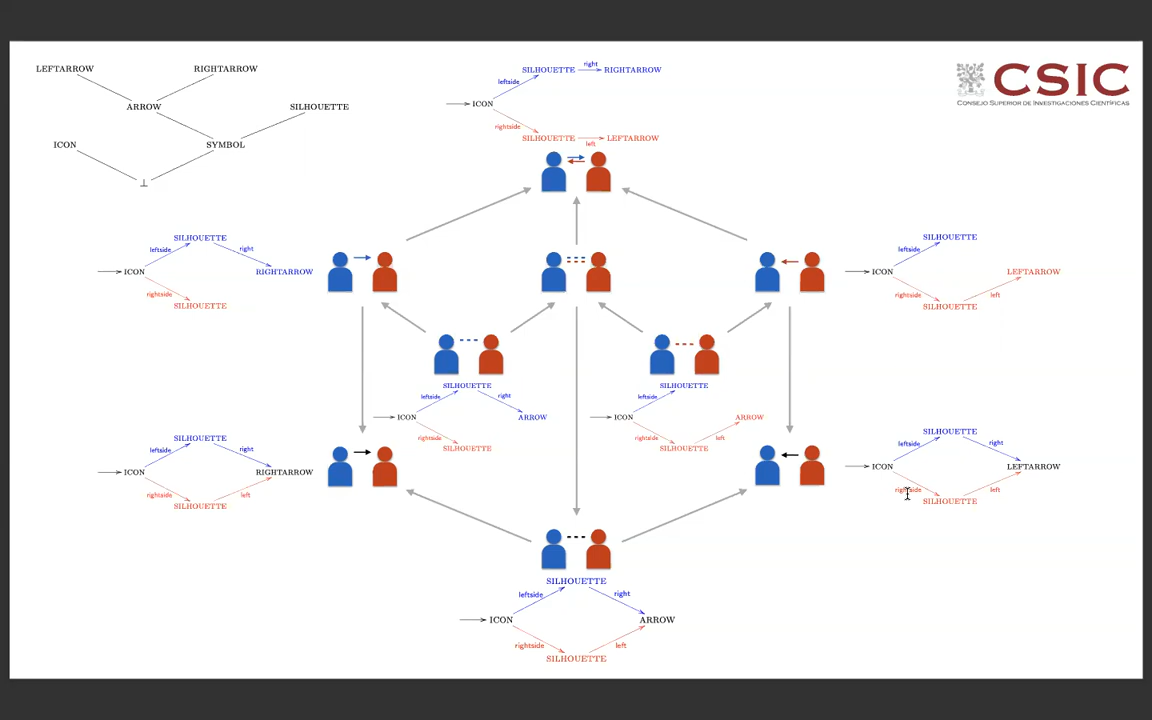 LEFTARROW
RIGHTARROW
ARROW
SILHOUETTE
ICON
SYMBOL
⊥
SILHOUETTE right RIGHTARROW
leftside
ICON
rightside
SILHOUETTE left LEFTARROW
CSIC
CONSEJO SUPERIOR DE INVESTIGACIONES CIENTÍFICAS
SILHOUETTE
leftside right
ICON RIGHTARROW
rightside
SILHOUETTE
SILHOUETTE
leftside
ICON LEFTARROW
rightside left
SILHOUETTE
SILHOUETTE
leftside right
ICON ARROW
rightside
SILHOUETTE
SILHOUETTE
leftside
ICON ARROW
rightside left
SILHOUETTE
SILHOUETTE
leftside right
ICON RIGHTARROW
rightside left
SILHOUETTE
SILHOUETTE
leftside right
ICON LEFTARROW
rightside left
SILHOUETTE
SILHOUETTE
leftside right
ICON ARROW
rightside left
SILHOUETTE